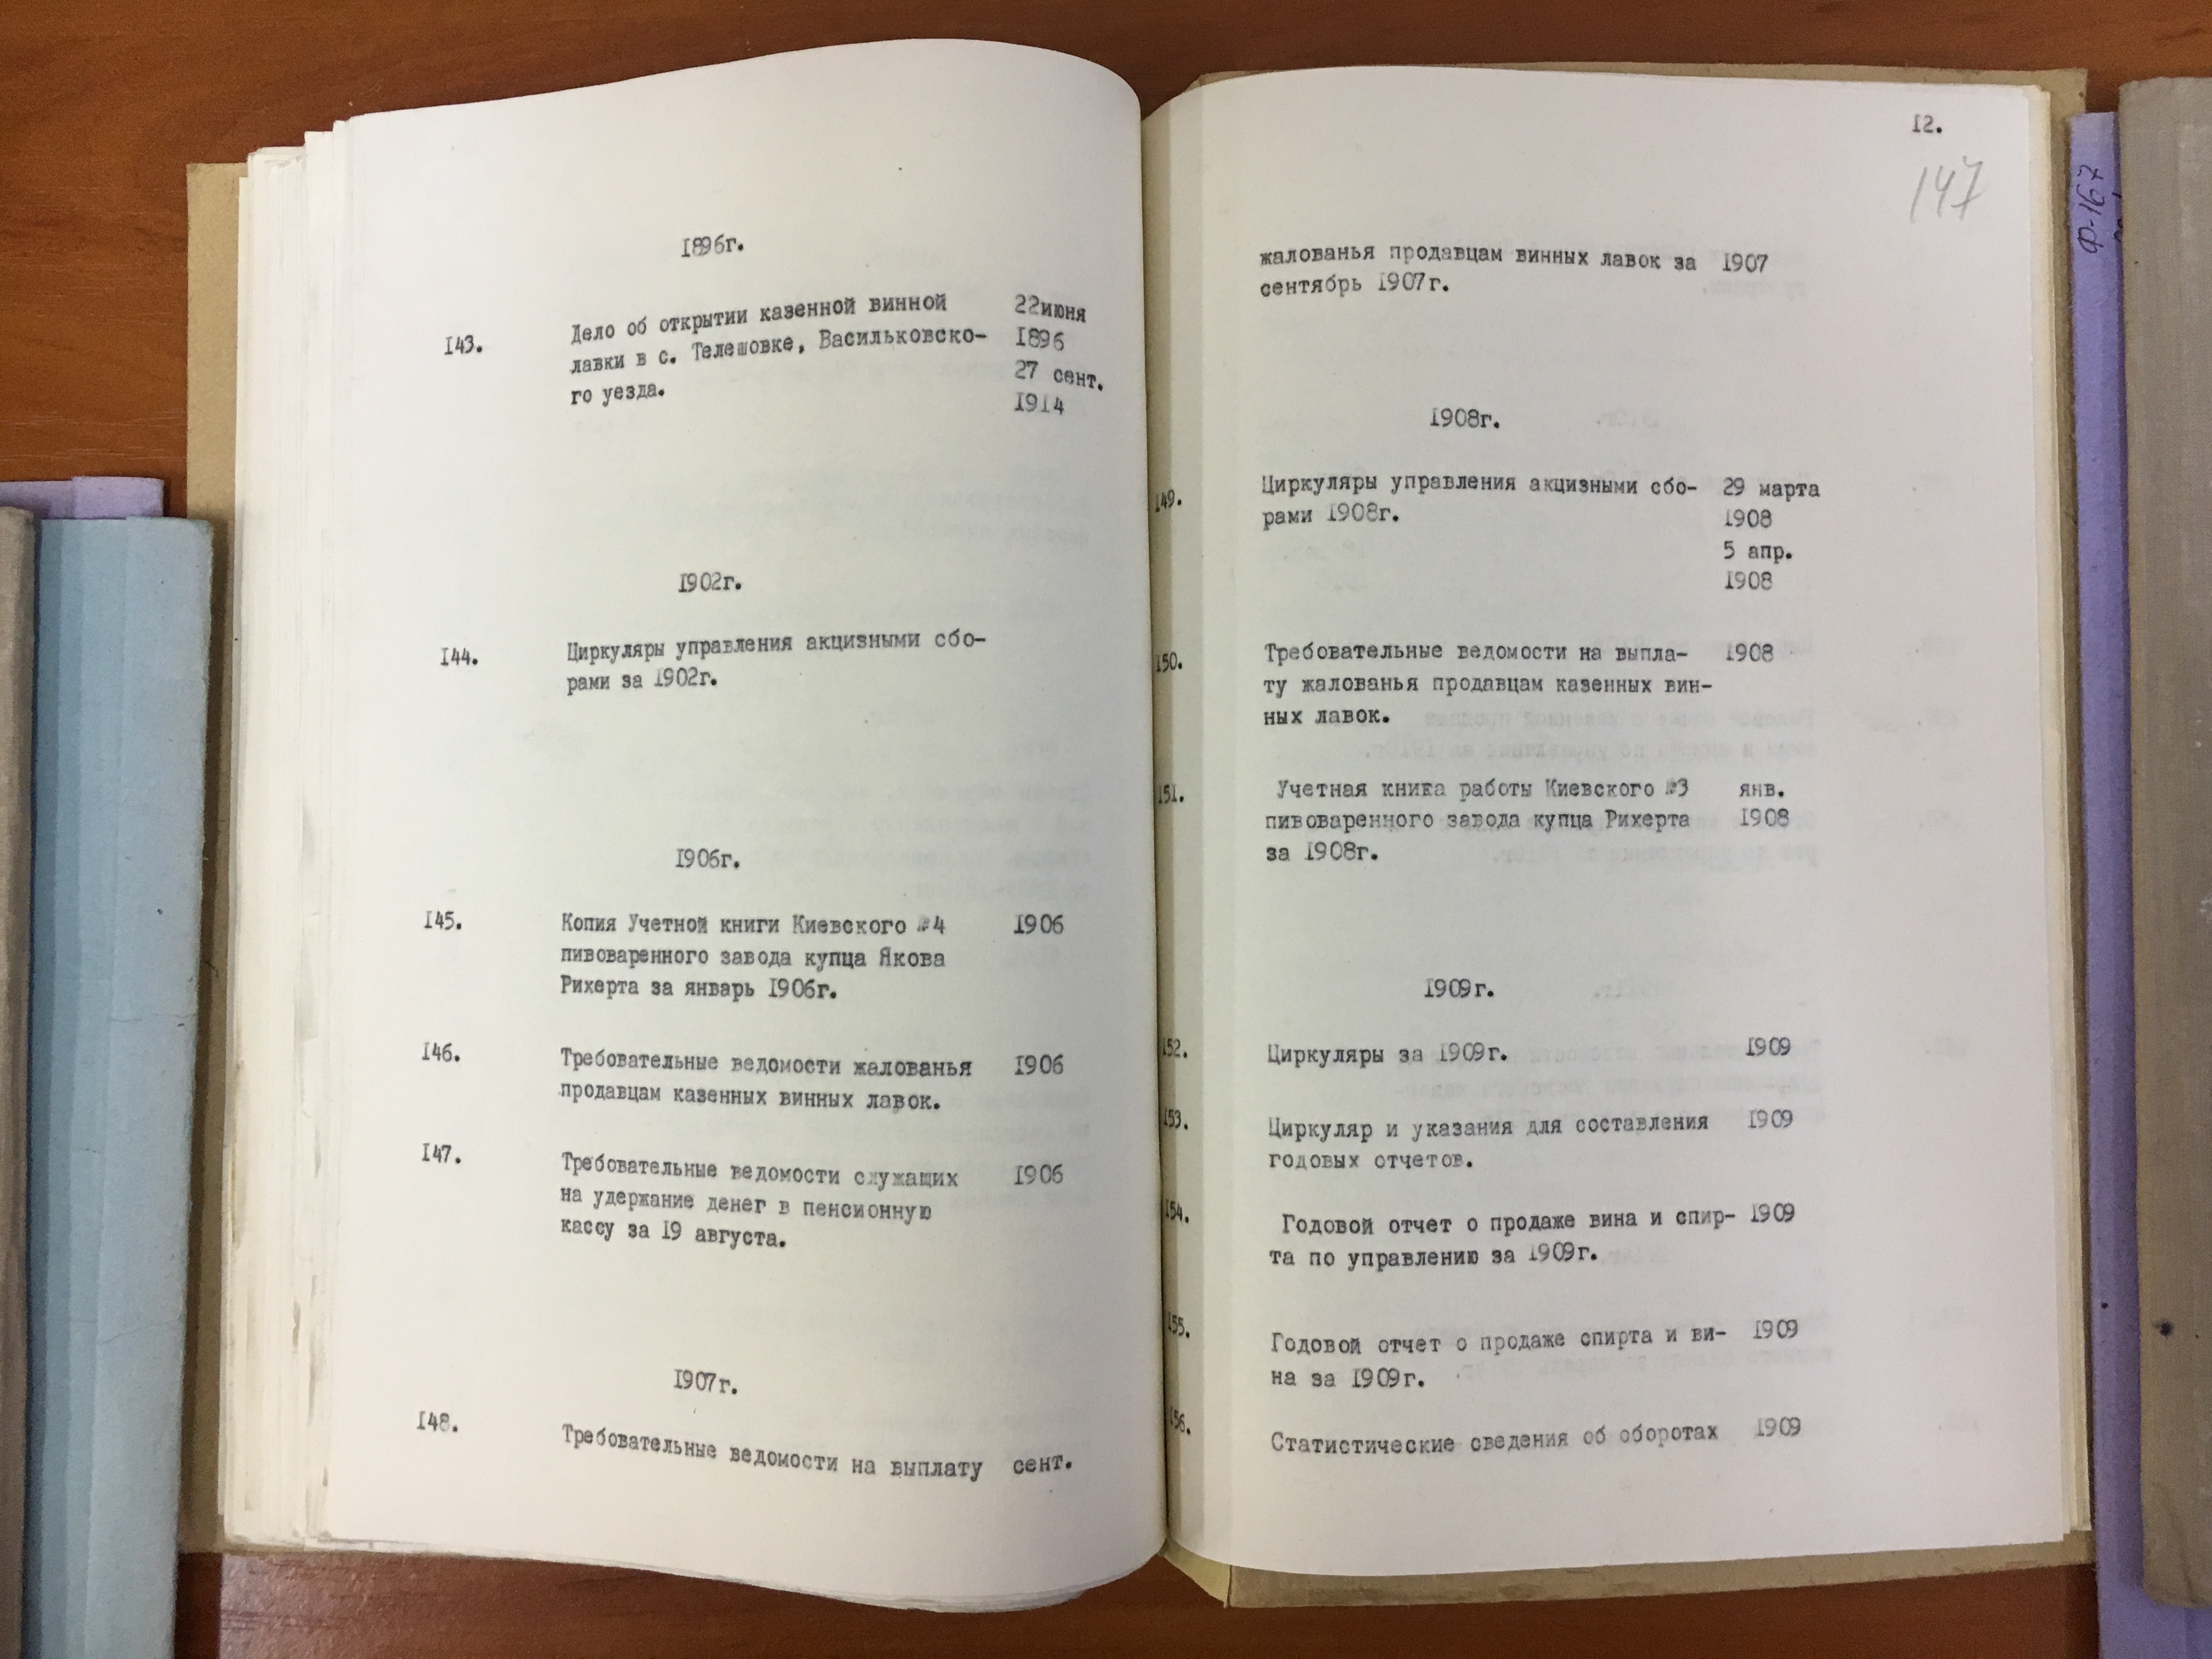 1896г.
143.
Дело об открытии казенной винной
лавки в с. Телешовке, Васильковско-
го уезда.
22июня
1896
27 сент.
1914
1902г.
144.
Циркуляры управления акцизными сбо-
рами за 1902г.
1906г.
145.
Копия Учетной книги Киевского №4
пивоваренного завода купца Якова
Рихерта за январь 1906г.
1906
146.
Требовательные ведомости жалованья
продавцам казенных винных лавок.
1906
147.
Требовательные ведомости служащих
на удержание денег в пенсионную
кассу за 19 августа.
1906
1907г.
148.
Требовательные ведомости на выплату
сент.
12.
147
жалованья продавцам винных лавок за
сентябрь 1907г.
1907
1908г.
149.
Циркуляры управления акцизными сбо-
рами 1908г.
29 марта
1908
5 апр.
1908
150.
Требовательные ведомости на выпла-
ту жалованья продавцам казенных вин-
ных лавок.
1908
151.
Учетная кника работы Киевского №3
пивоваренного завода купца Рихерта
за 1908г.
янв.
1908
1909г.
152.
Циркуляры за 1909г.
1909
153.
Циркуляр и указания для составления
годовых отчетов.
1909
154.
Годовой отчет о продаже вина и спир-
та по управлению за 1909г.
1909
155.
Годовой отчет о продаже спирта и ви-
на за 1909г.
1909
156.
Статистические сведения об оборотах
1909
Ф-167